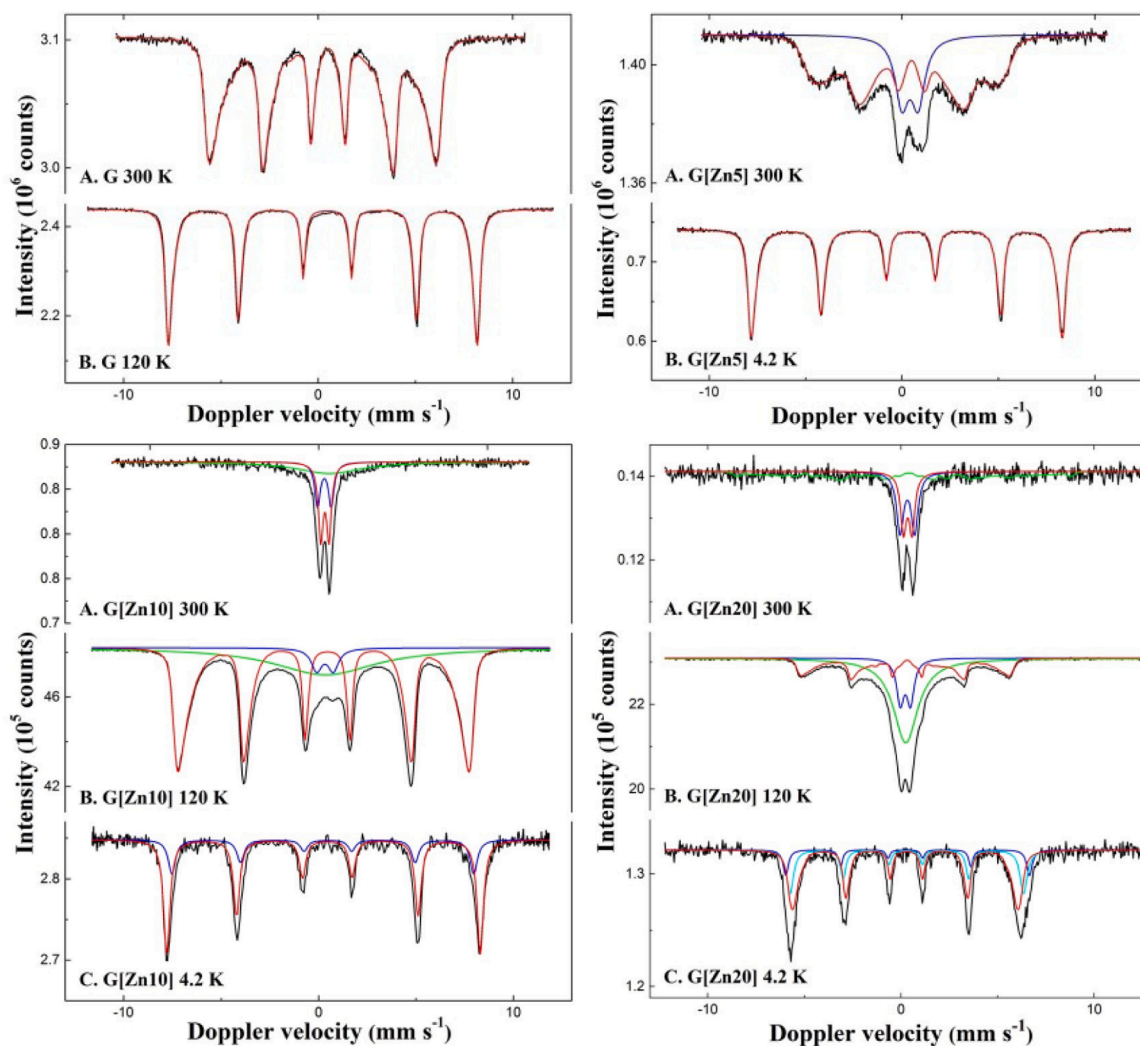 3.1
3.0
Intensity (10⁶ counts)
A. G 300 K
2.4
2.2
B. G 120 K
-10 0 10
Doppler velocity (mm s⁻¹)
1.40
1.36
Intensity (10⁶ counts)
A. G[Zn5] 300 K
0.7
0.6
B. G[Zn5] 4.2 K
-10 0 10
Doppler velocity (mm s⁻¹)
0.9
0.8
0.8
0.8
0.7
A. G[Zn10] 300 K
Intensity (10⁵ counts)
46
42
B. G[Zn10] 120 K
2.8
2.7
C. G[Zn10] 4.2 K
-10 0 10
Doppler velocity (mm s⁻¹)
0.14
0.12
A. G[Zn20] 300 K
Intensity (10⁵ counts)
22
20
B. G[Zn20] 120 K
1.3
1.2
C. G[Zn20] 4.2 K
-10 0 10
Doppler velocity (mm s⁻¹)